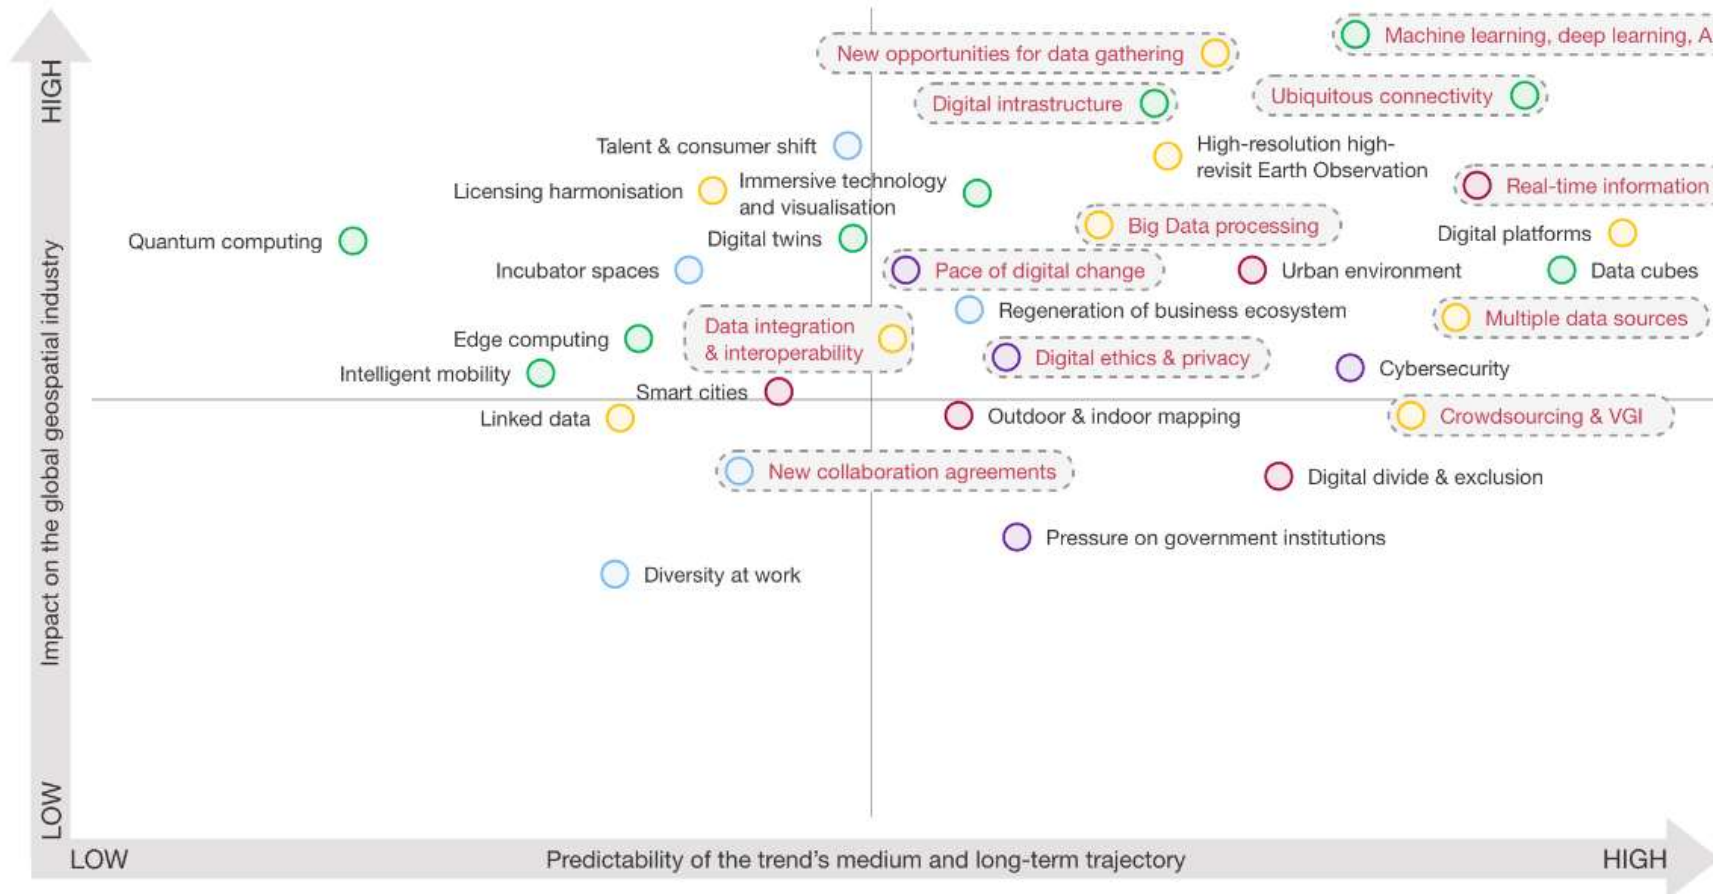 Machine learning, deep learning, A
New opportunities for data gathering
HIGH
Ubiquitous connectivity
Digital intrastructure
Talent & consumer shift
High-resolution high-
revisit Earth Observation
Immersive technology
and visualisation
Licensing harmonisation
Real-time information
Big Data processing
Digital platforms
Quantum computing
Digital twins
Incubator spaces
Pace of digital change
Urban environment
Data cubes
Regeneration of business ecosystem
Multiple data sources
Data integration
& interoperability
Edge computing
Digital ethics & privacy
Cybersecurity
Intelligent mobility
Smart cities
Linked data
Outdoor & indoor mapping
Crowdsourcing & VGI
New collaboration agreements
Digital divide & exclusion
Pressure on government institutions
Diversity at work
Impact on the global geospatial industry
LOW
LOW
Predictability of the trend's medium and long-term trajectory
HIGH